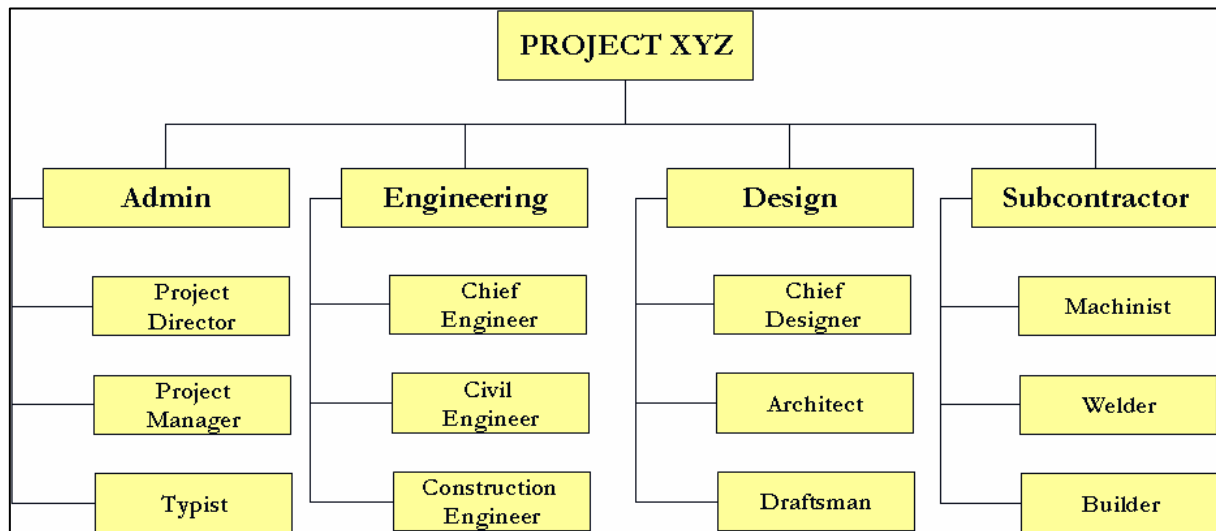 PROJECT XYZ
Admin
Engineering
Design
Subcontractor
Project
Director
Chief
Engineer
Chief
Designer
Machinist
Project
Manager
Civil
Engineer
Architect
Welder
Typist
Construction
Engineer
Draftsman
Builder